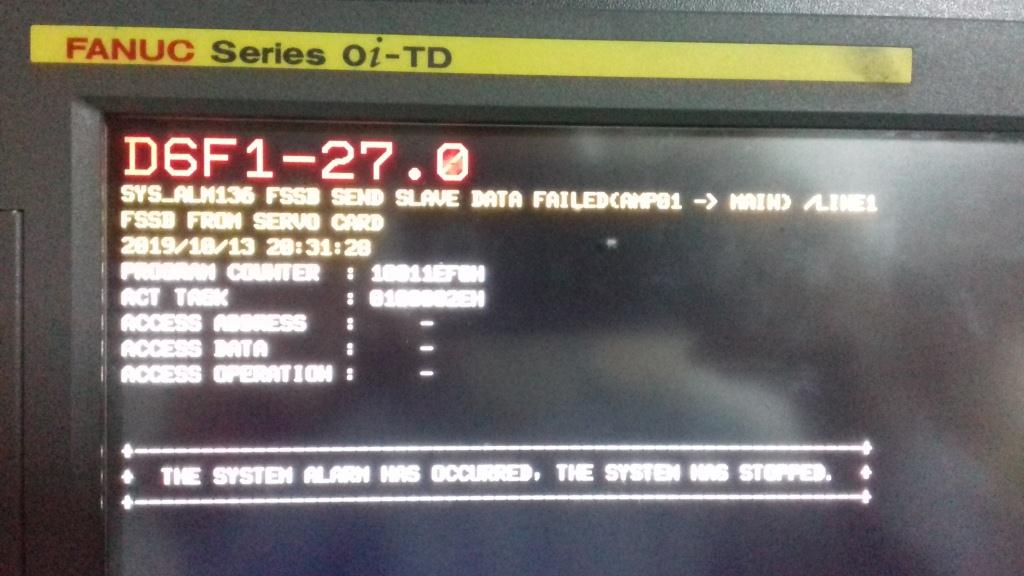 FANUC Series 0i-TD
D6F1-27.0
SYS_ALM136 FSSB SEND SLAVE DATA FAILED(AMP01 -> MAIN) /LINE1
FSSB FROM SERVO CARD
2019/10/13 20:31:20
PROGRAM COUNTER : 10011EF0H
ACT TASK : 0100002EH
ACCESS ADDRESS : -
ACCESS DATA : -
ACCESS OPERATION : -
THE SYSTEM ALARM HAS OCCURRED, THE SYSTEM HAS STOPPED.